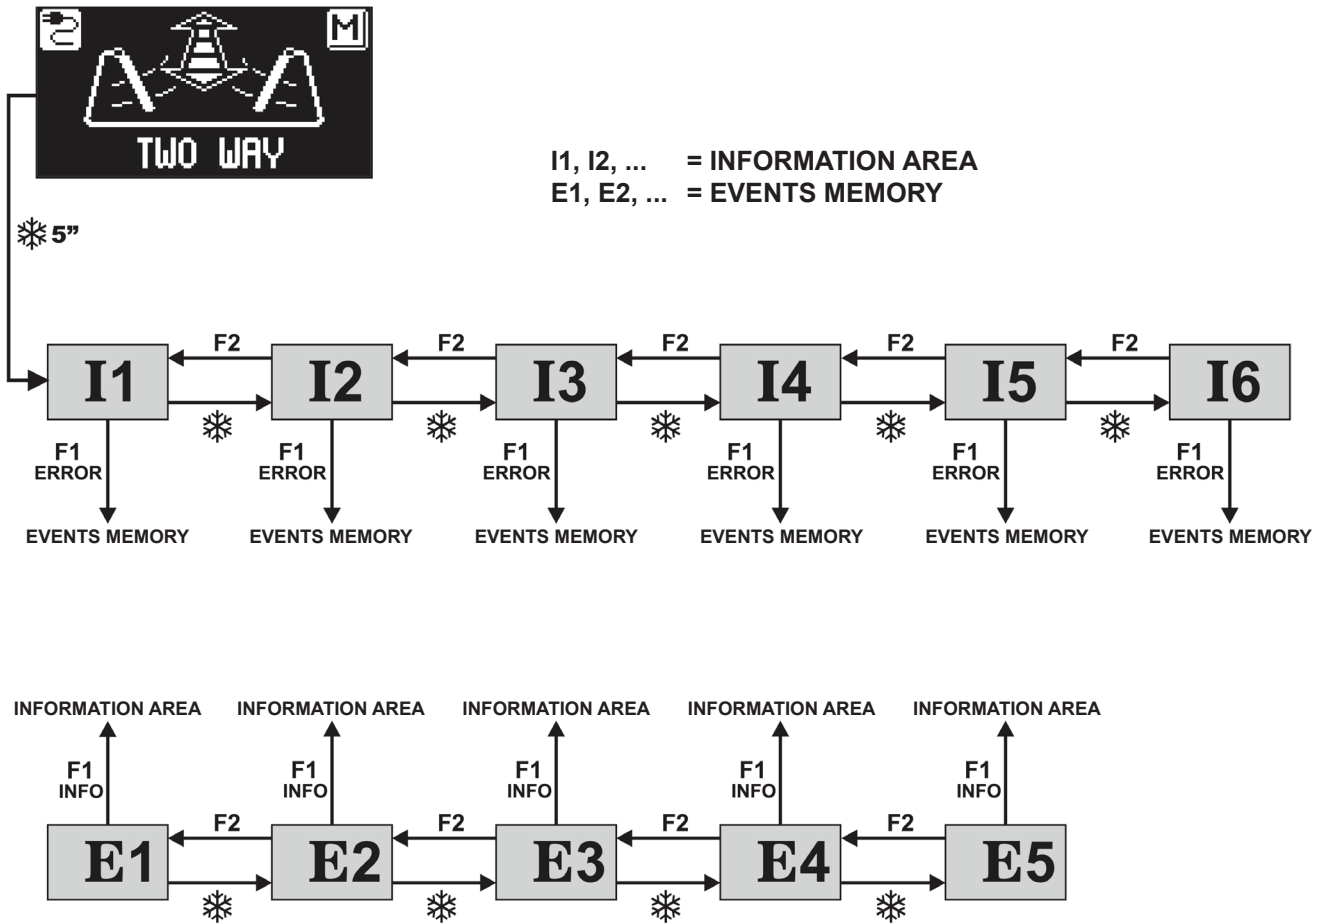 M
TWO WAY
I1, I2, ... = INFORMATION AREA
E1, E2, ... = EVENTS MEMORY
5”
F2 F2 F2 F2 F2
I1 I2 I3 I4 I5 I6
F1 F1 F1 F1 F1 F1
ERROR ERROR ERROR ERROR ERROR ERROR
EVENTS MEMORY EVENTS MEMORY EVENTS MEMORY EVENTS MEMORY EVENTS MEMORY EVENTS MEMORY
INFORMATION AREA INFORMATION AREA INFORMATION AREA INFORMATION AREA INFORMATION AREA
F1 F1 F1 F1 F1
INFO INFO INFO INFO INFO
F2 F2 F2 F2
E1 E2 E3 E4 E5